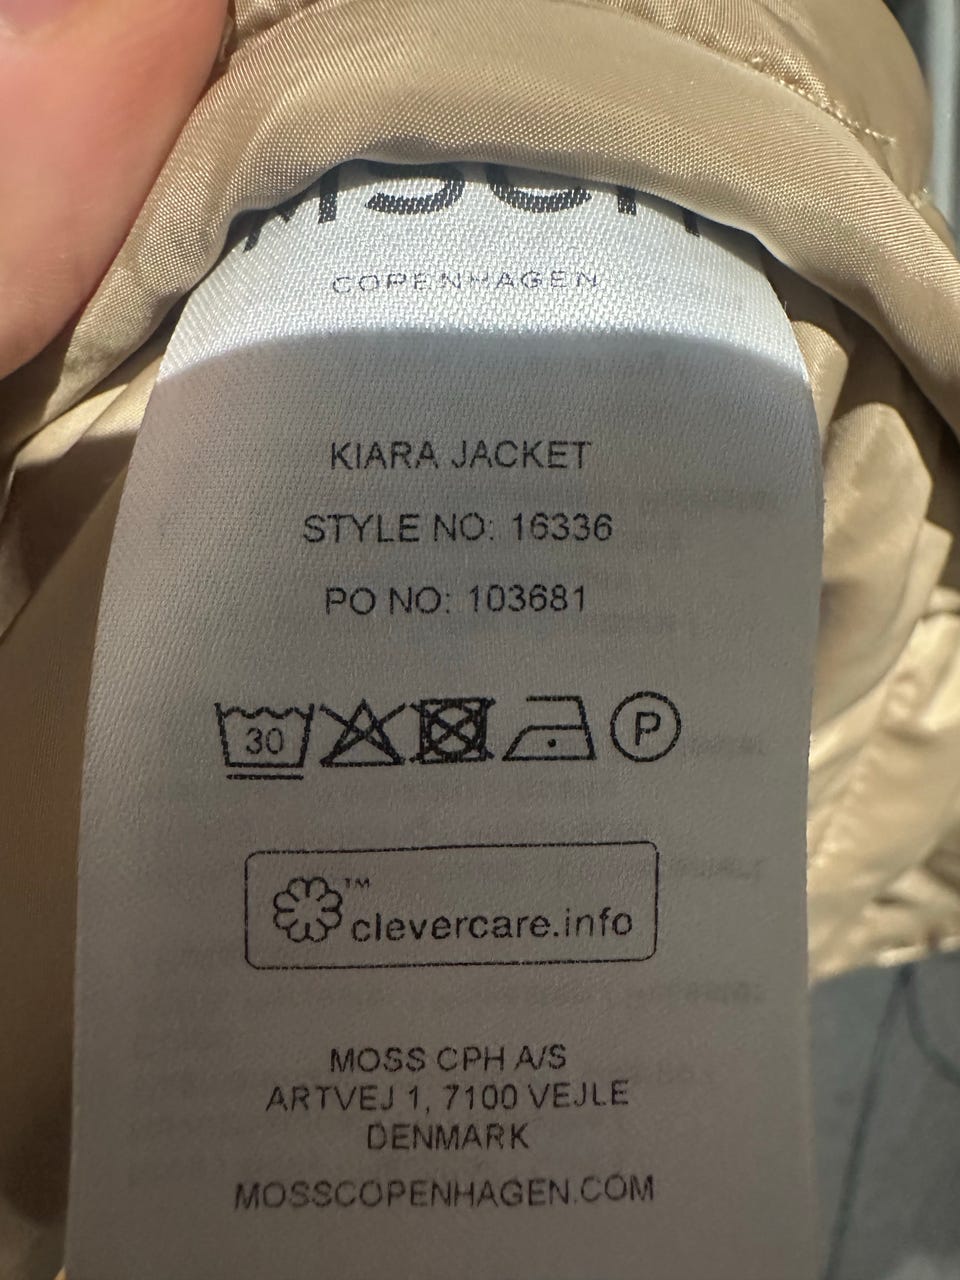 MSCH
COPENHAGEN
KIARA JACKET
STYLE NO: 16336
PO NO: 103681
30 P
™
clevercare.info
MOSS CPH A/S
ARTVEJ 1, 7100 VEJLE
DENMARK
MOSSCOPENHAGEN.COM